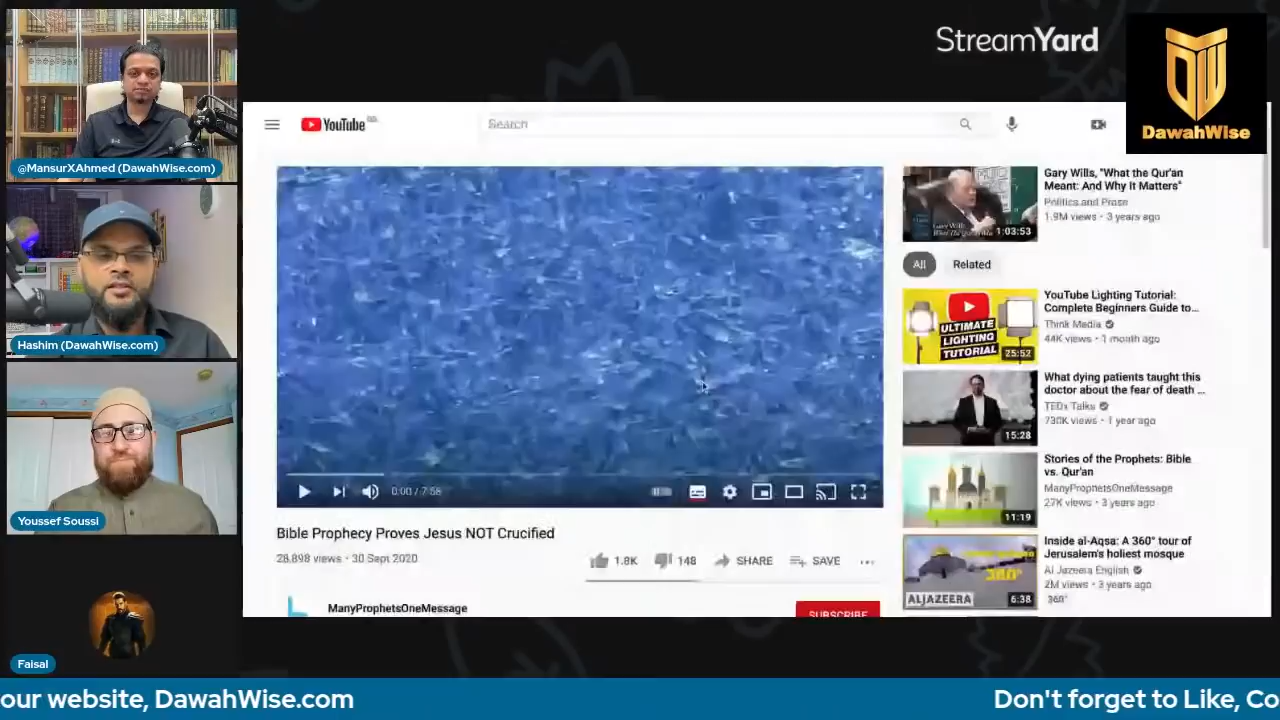 StreamYard
DawahWise
@MansurXAhmed (DawahWise.com)
Hashim (DawahWise.com)
Youssef Soussi
Faisal
YouTube
Search
0:00 / 7:58
Bible Prophecy Proves Jesus NOT Crucified
28,898 views • 30 Sept 2020
1.8K
148
SHARE
SAVE
ManyProphetsOneMessage
SUBSCRIBE
1:03:53
Gary Wills, "What the Qur'an
Meant: And Why It Matters"
Politics and Prose
1.9M views • 3 years ago
All
Related
ULTIMATE
LIGHTING
TUTORIAL
25:52
YouTube Lighting Tutorial:
Complete Beginners Guide to...
Think Media
44K views • 1 month ago
15:28
What dying patients taught this
doctor about the fear of death ...
TEDx Talks
730K views • 1 year ago
11:19
Stories of the Prophets: Bible
vs. Qur'an
ManyProphetsOneMessage
27K views • 3 years ago
360°
ALJAZEERA
6:38
Inside al-Aqsa: A 360° tour of
Jerusalem's holiest mosque
Al Jazeera English
2M views • 3 years ago
360°
our website, DawahWise.com
Don't forget to Like, Co